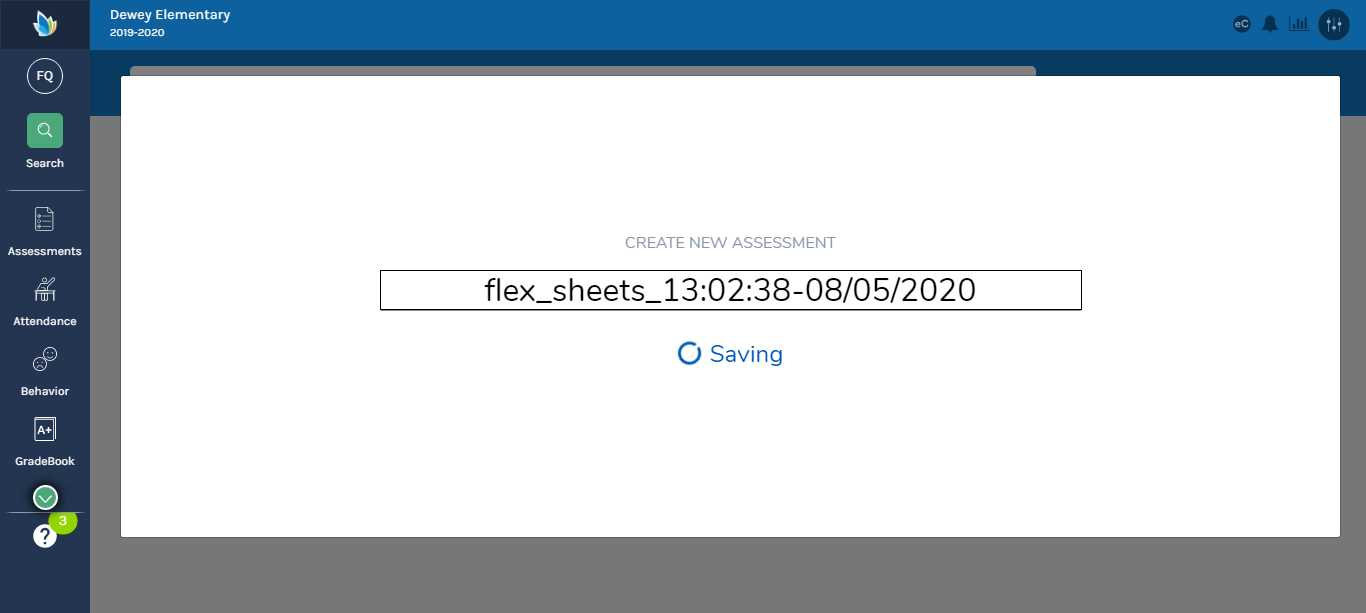 Dewey Elementary
2019-2020
eC
FQ
Search
Assessments
Attendance
Behavior
A+
GradeBook
3
?
CREATE NEW ASSESSMENT
flex_sheets_13:02:38-08/05/2020
Saving